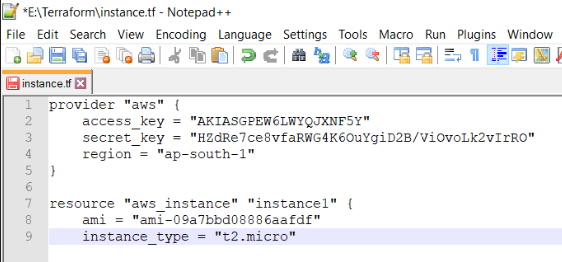 *E:\Terraform\instance.tf - Notepad++
File Edit Search View Encoding Language Settings Tools Macro Run Plugins Window
instance.tf
1 provider "aws" {
2 access_key = "AKIASGPEW6LWYQJXNF5Y"
3 secret_key = "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"
4 region = "ap-south-1"
5 }
6
7 resource "aws_instance" "instance1" {
8 ami = "ami-09a7bbd08886aafdf"
9 instance_type = "t2.micro"